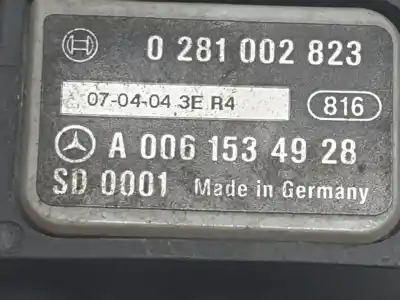 0 281 002 823
07-04-04 3E R4
816
A 006 153 49 28
SD 0001 Made in Germany